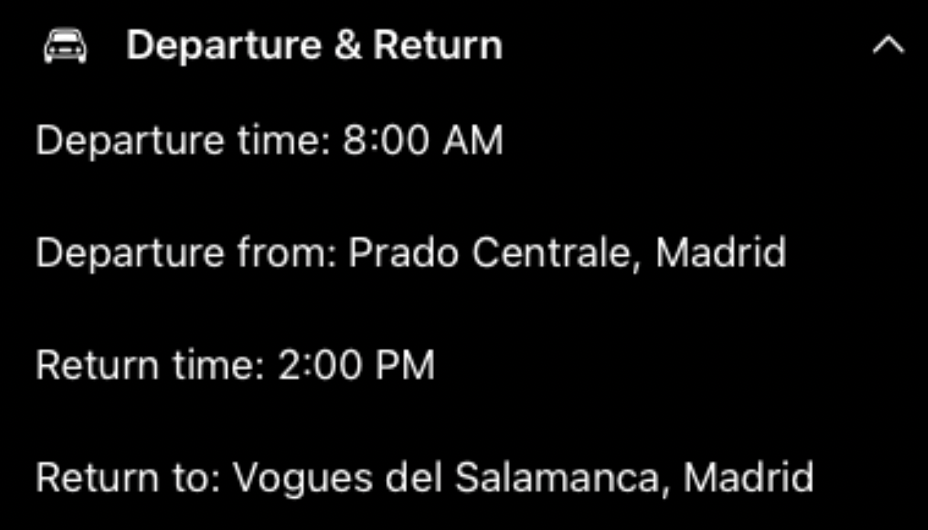 Departure & Return
Departure time: 8:00 AM
Departure from: Prado Centrale, Madrid
Return time: 2:00 PM
Return to: Vogues del Salamanca, Madrid